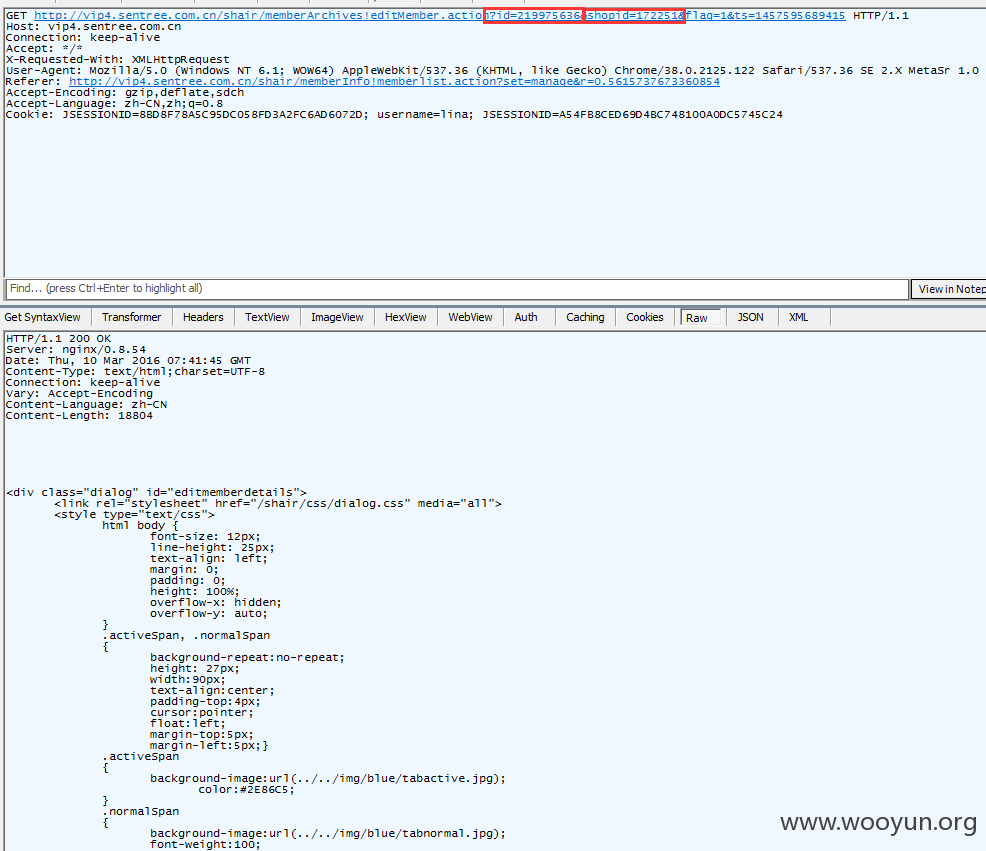 GET http://vip4.sentree.com.cn/shair/memberArchives!editMember.action?id=219975636&shopid=172251&flag=1&ts=1457595689415 HTTP/1.1
Host: vip4.sentree.com.cn
Connection: keep-alive
Accept: */*
X-Requested-With: XMLHttpRequest
User-Agent: Mozilla/5.0 (Windows NT 6.1; WOW64) AppleWebKit/537.36 (KHTML, like Gecko) Chrome/38.0.2125.122 Safari/537.36 SE 2.X MetaSr 1.0
Referer: http://vip4.sentree.com.cn/shair/memberInfo!memberlist.action?set=manage&r=0.5615737673360854
Accept-Encoding: gzip,deflate,sdch
Accept-Language: zh-CN,zh;q=0.8
Cookie: JSESSIONID=8BD8F78A5C95DC058FD3A2FC6AD6072D; username=lina; JSESSIONID=A54FB8CED69D4BC748100A0DC5745C24
Find... (press Ctrl+Enter to highlight all)
View in Notep
Get SyntaxView Transformer Headers TextView ImageView HexView WebView Auth Caching Cookies Raw JSON XML
HTTP/1.1 200 OK
Server: nginx/0.8.54
Date: Thu, 10 Mar 2016 07:41:45 GMT
Content-Type: text/html;charset=UTF-8
Connection: keep-alive
Vary: Accept-Encoding
Content-Language: zh-CN
Content-Length: 18804
<div class="dialog" id="editmemberdetails">
<link rel="stylesheet" href="/shair/css/dialog.css" media="all">
<style type="text/css">
html body {
font-size: 12px;
line-height: 25px;
text-align: left;
margin: 0;
padding: 0;
height: 100%;
overflow-x: hidden;
overflow-y: auto;
}
.activeSpan, .normalSpan
{
background-repeat:no-repeat;
height: 27px;
width:90px;
text-align:center;
padding-top:4px;
cursor:pointer;
float:left;
margin-top:5px;
margin-left:5px;}
.activeSpan
{
background-image:url(../../img/blue/tabactive.jpg);
color:#2E86C5;
}
.normalSpan
{
background-image:url(../../img/blue/tabnormal.jpg);
font-weight:100;
www.wooyun.org